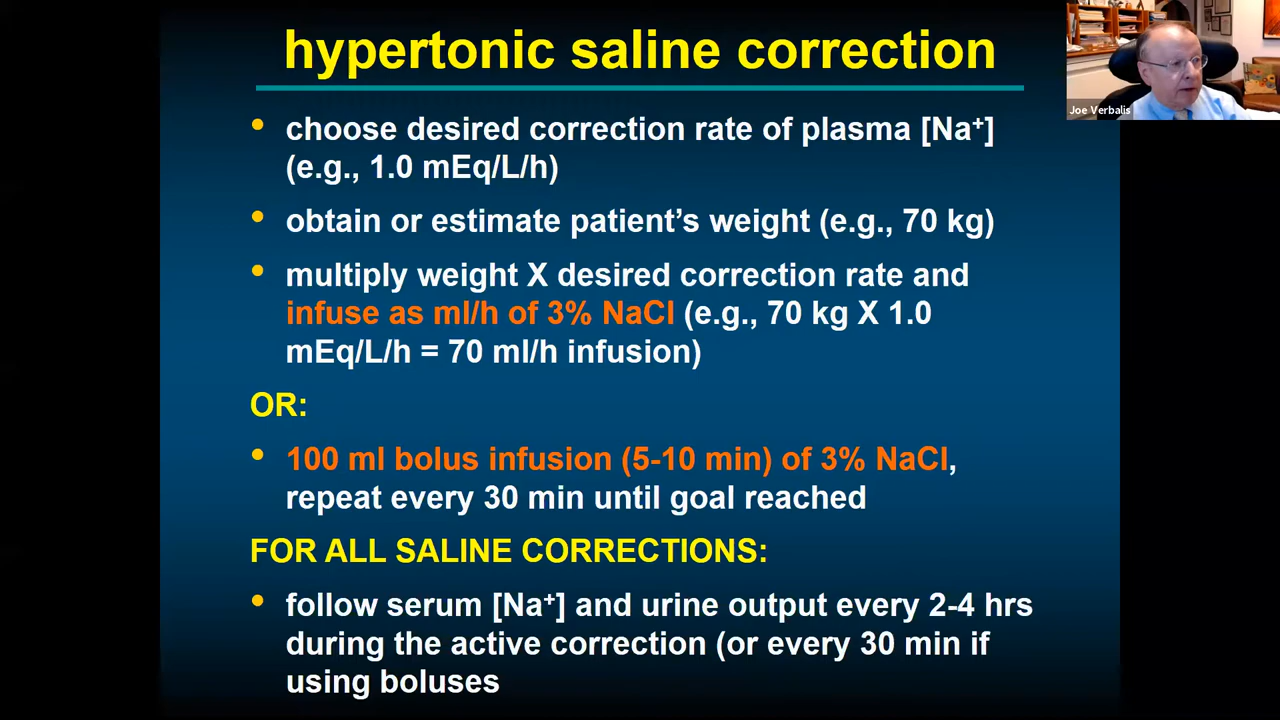 hypertonic saline correction
Joe Verbalis
• choose desired correction rate of plasma [Na⁺]
(e.g., 1.0 mEq/L/h)
• obtain or estimate patient’s weight (e.g., 70 kg)
• multiply weight X desired correction rate and
infuse as ml/h of 3% NaCl (e.g., 70 kg X 1.0
mEq/L/h = 70 ml/h infusion)
OR:
• 100 ml bolus infusion (5-10 min) of 3% NaCl,
repeat every 30 min until goal reached
FOR ALL SALINE CORRECTIONS:
• follow serum [Na⁺] and urine output every 2-4 hrs
during the active correction (or every 30 min if
using boluses